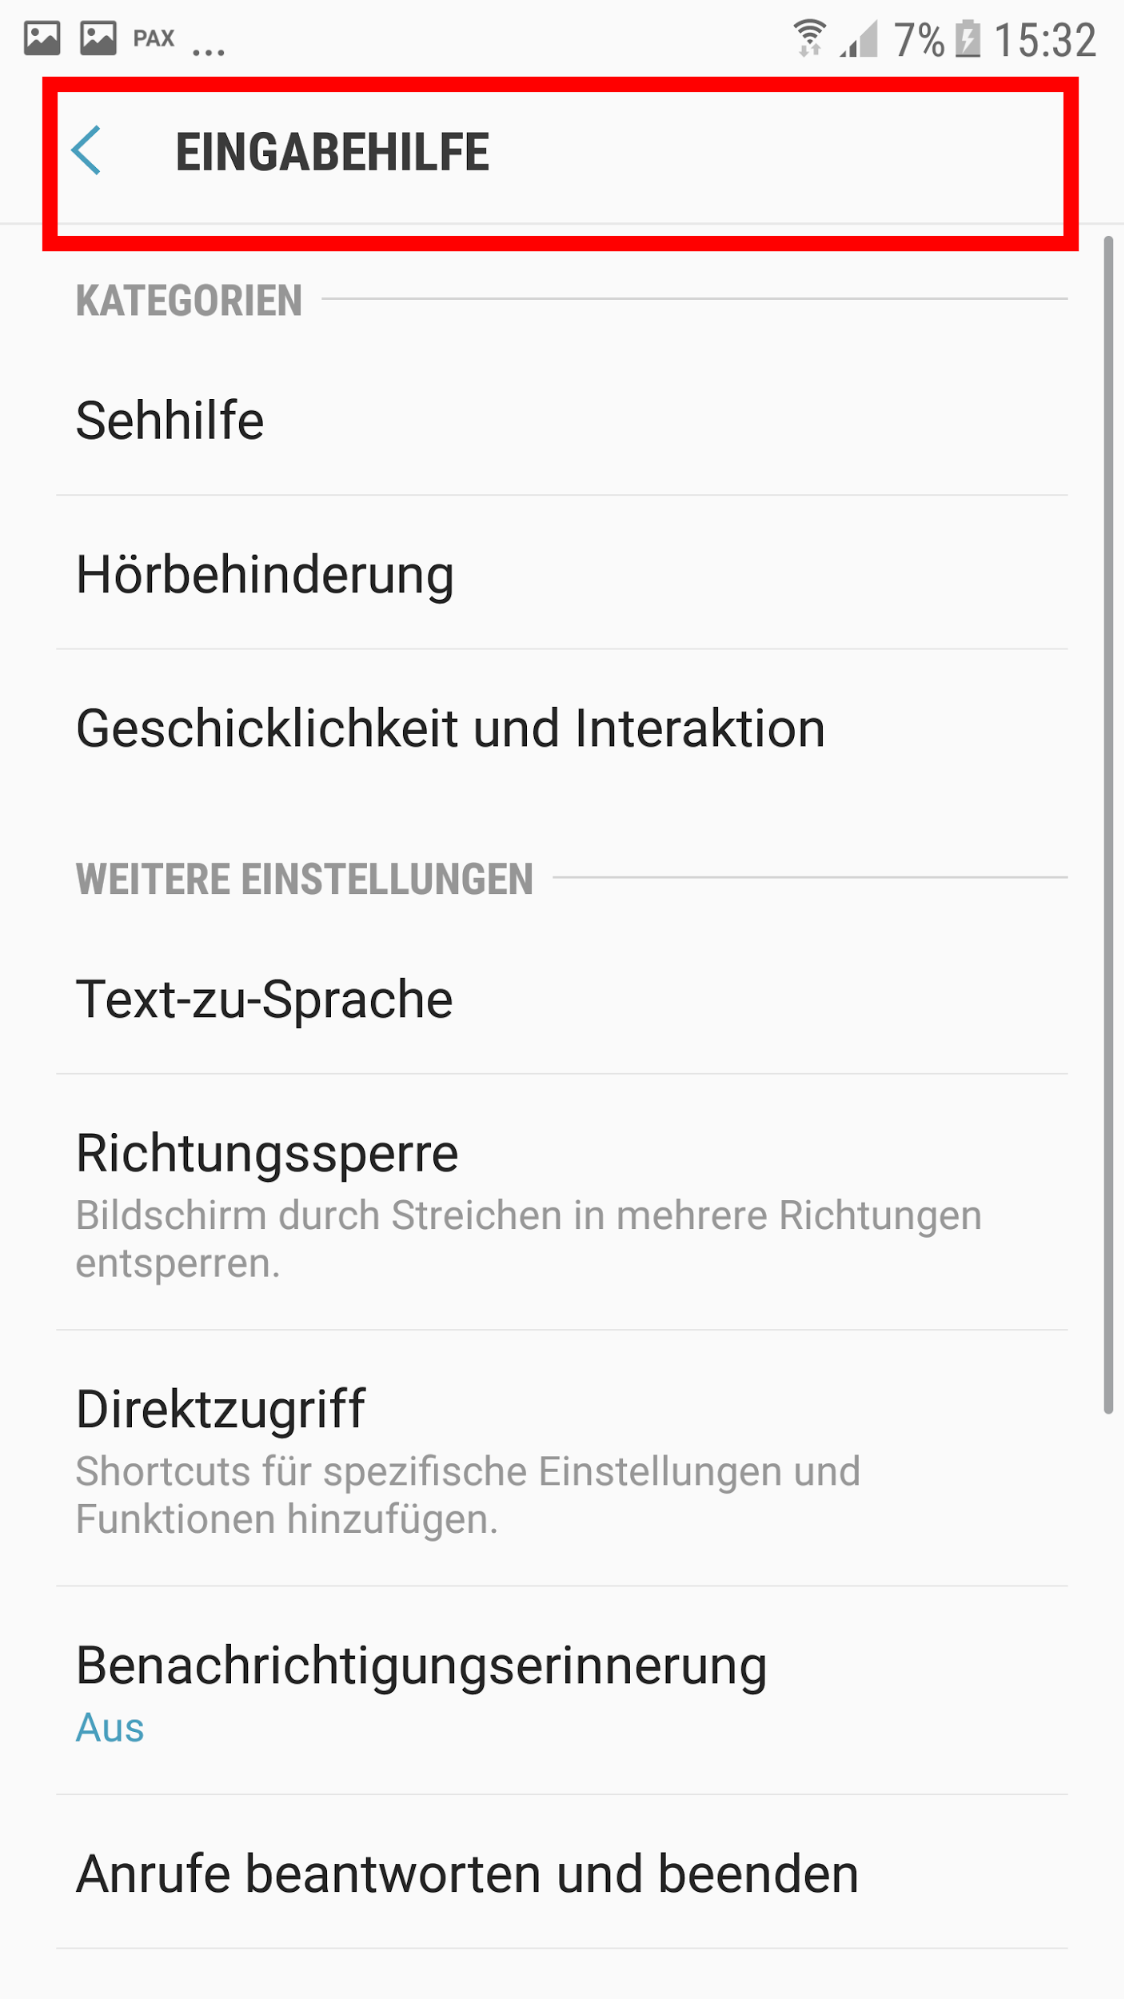 PAX ... 7% 15:32
EINGABEHILFE
KATEGORIEN
Sehhilfe
Hörbehinderung
Geschicklichkeit und Interaktion
WEITERE EINSTELLUNGEN
Text-zu-Sprache
Richtungssperre
Bildschirm durch Streichen in mehrere Richtungen
entsperren.
Direktzugriff
Shortcuts für spezifische Einstellungen und
Funktionen hinzufügen.
Benachrichtigungserinnerung
Aus
Anrufe beantworten und beenden